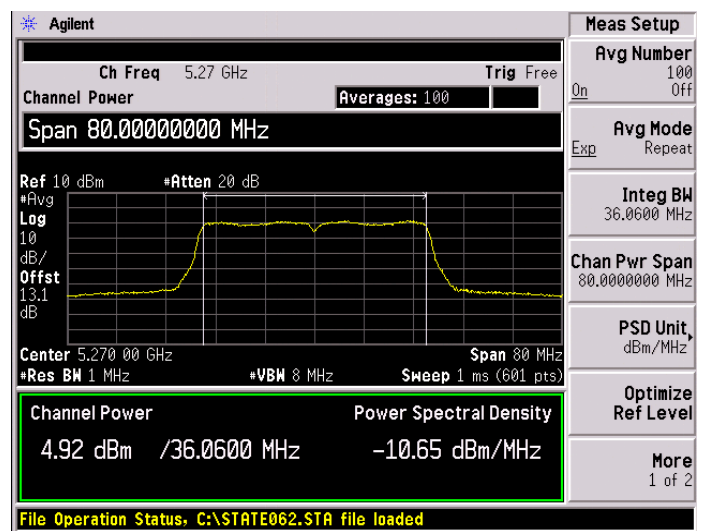 Agilent
Ch Freq 5.27 GHz Trig Free
Channel Power Averages: 100
Span 80.00000000 MHz
Ref 10 dBm #Atten 20 dB
#Avg
Log
10
dB/
Offst
13.1
dB
Center 5.270 00 GHz Span 80 MHz
#Res BW 1 MHz #VBW 8 MHz Sweep 1 ms (601 pts)
Channel Power Power Spectral Density
4.92 dBm /36.0600 MHz -10.65 dBm/MHz
File Operation Status, C:\STATE062.STA file loaded
Meas Setup
Avg Number
100
On Off
Avg Mode
Exp Repeat
Integ BW
36.0600 MHz
Chan Pwr Span
80.0000000 MHz
PSD Unit
dBm/MHz
Optimize
Ref Level
More
1 of 2